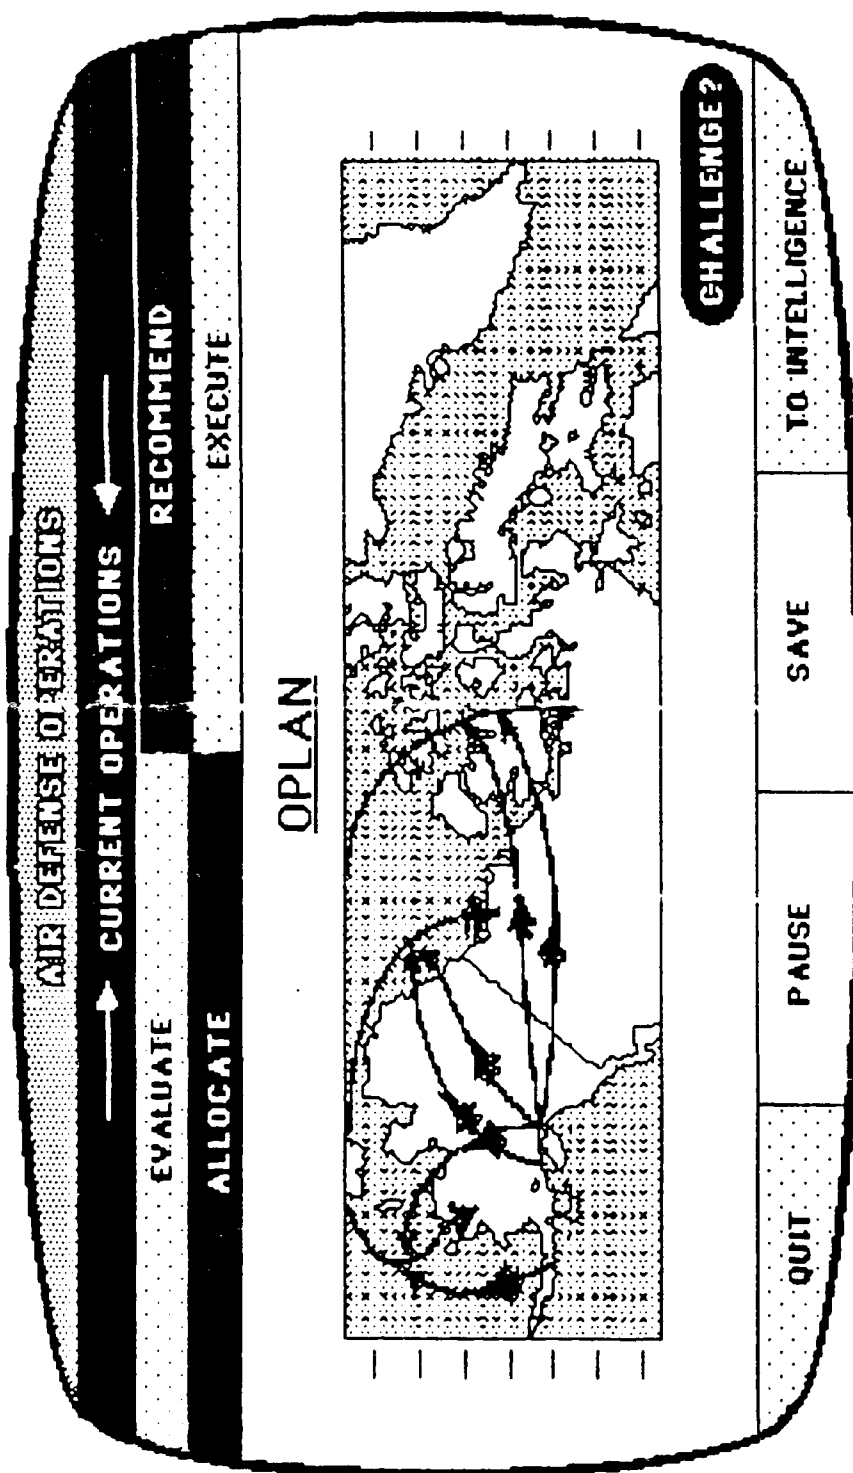 AIR DEFENSE OPERATIONS
CURRENT OPERATIONS
EVALUATE RECOMMEND
ALLOCATE EXECUTE
OPLAN
CHALLENGE?
QUIT PAUSE SAVE TO INTELLIGENCE